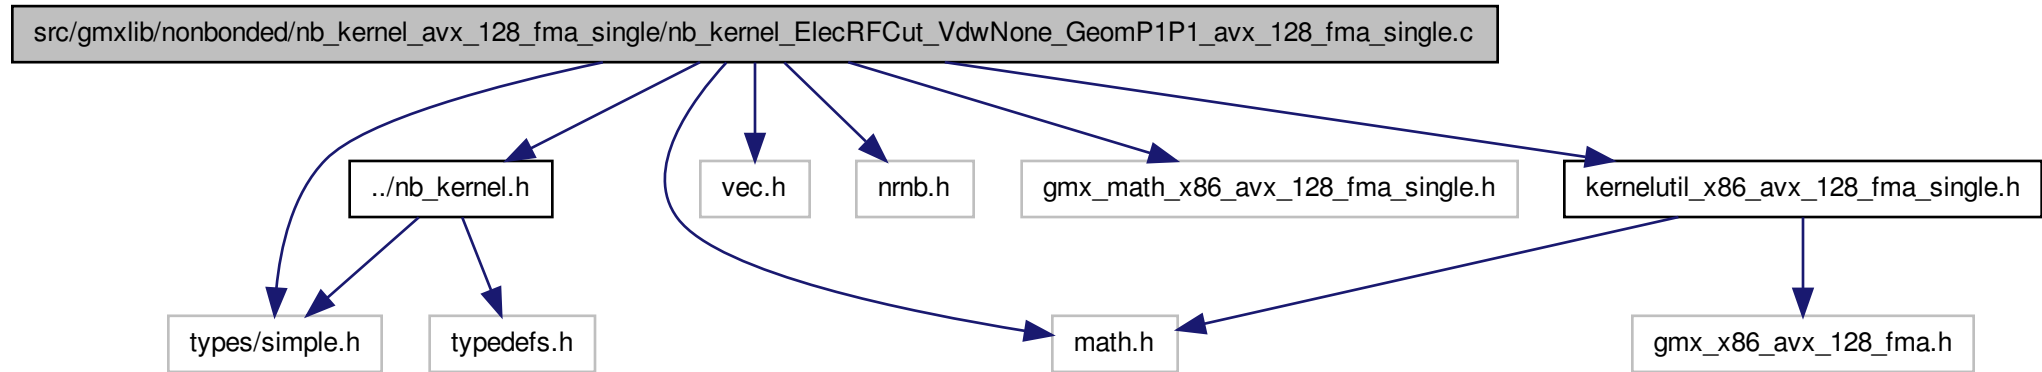 src/gmxlib/nonbonded/nb_kernel_avx_128_fma_single/nb_kernel_ElecRFCut_VdwNone_GeomP1P1_avx_128_fma_single.c
../nb_kernel.h
vec.h
nrnb.h
gmx_math_x86_avx_128_fma_single.h
kernelutil_x86_avx_128_fma_single.h
types/simple.h
typedefs.h
math.h
gmx_x86_avx_128_fma.h